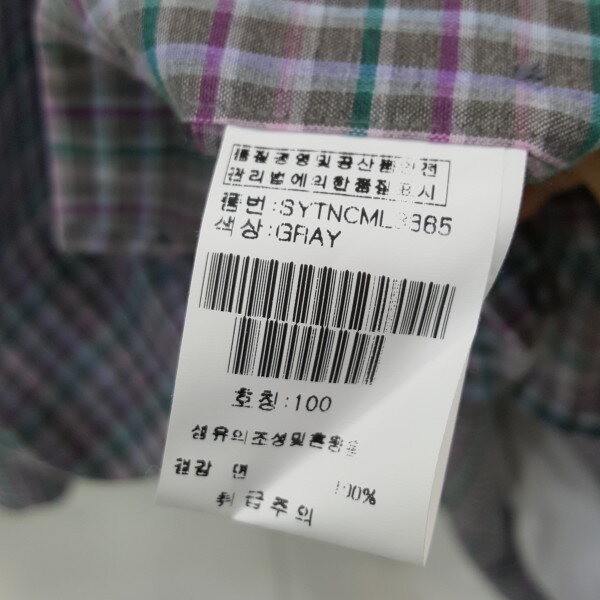 품질경영및공산품안전
관리법에의한품질표시
품번:SYTNCML3385
색상:GRAY
호칭:100
섬유의조성및혼용율
겉감 면 100%
취급주의